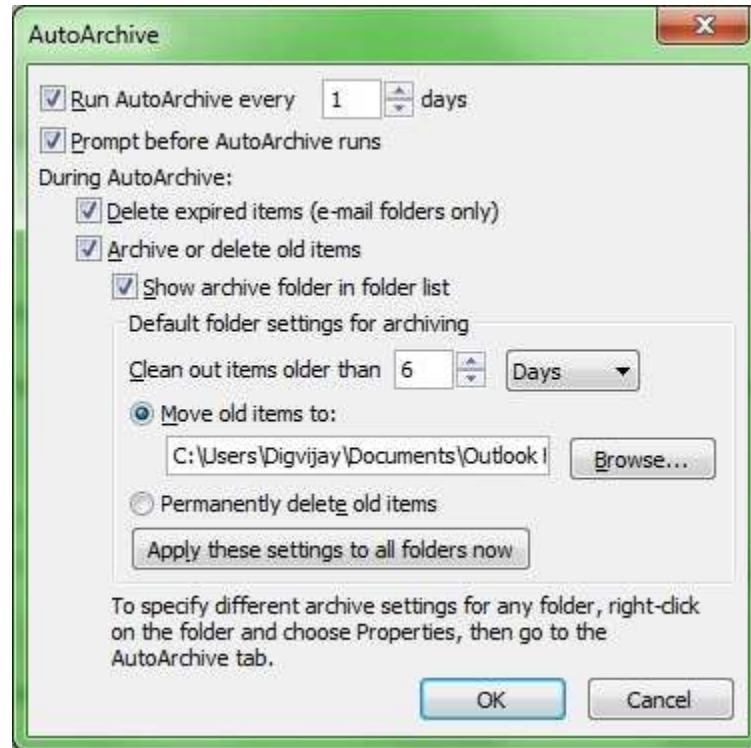 AutoArchive
Run AutoArchive every 1 days
Prompt before AutoArchive runs
During AutoArchive:
Delete expired items (e-mail folders only)
Archive or delete old items
Show archive folder in folder list
Default folder settings for archiving
Clean out items older than 6 Days
Move old items to:
C:\Users\Digvijay\Documents\Outlook Browse...
Permanently delete old items
Apply these settings to all folders now
To specify different archive settings for any folder, right-click
on the folder and choose Properties, then go to the
AutoArchive tab.
OK Cancel